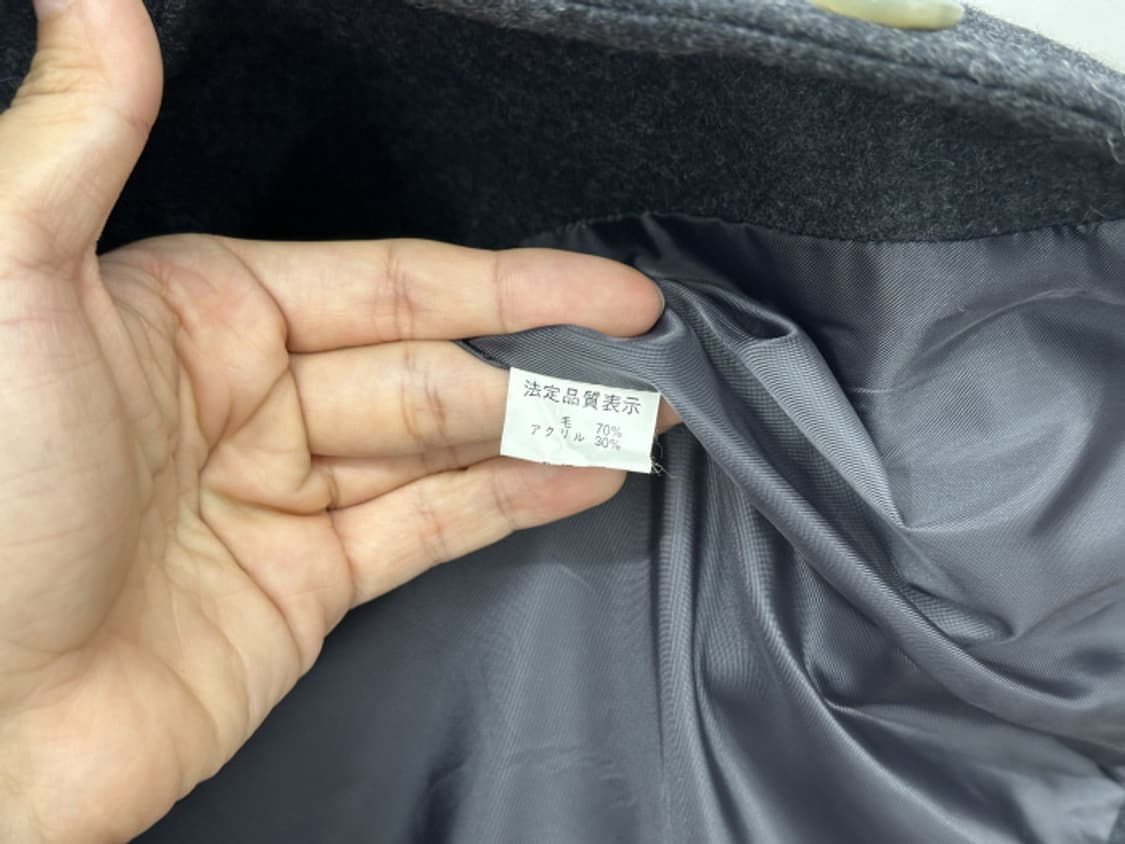 法定品質表示
毛 70%
アクリル 30%